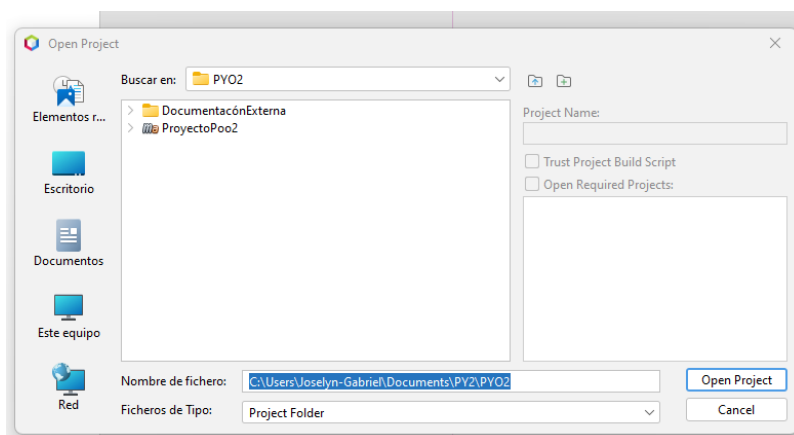 Open Project
Buscar en: PYO2
Elementos r...
DocumentacónExterna
ProyectoPoo2
Project Name:
Trust Project Build Script
Open Required Projects:
Escritorio
Documentos
Este equipo
Red
Nombre de fichero: C:\Users\Joselyn-Gabriel\Documents\PY2\PYO2
Open Project
Ficheros de Tipo: Project Folder
Cancel